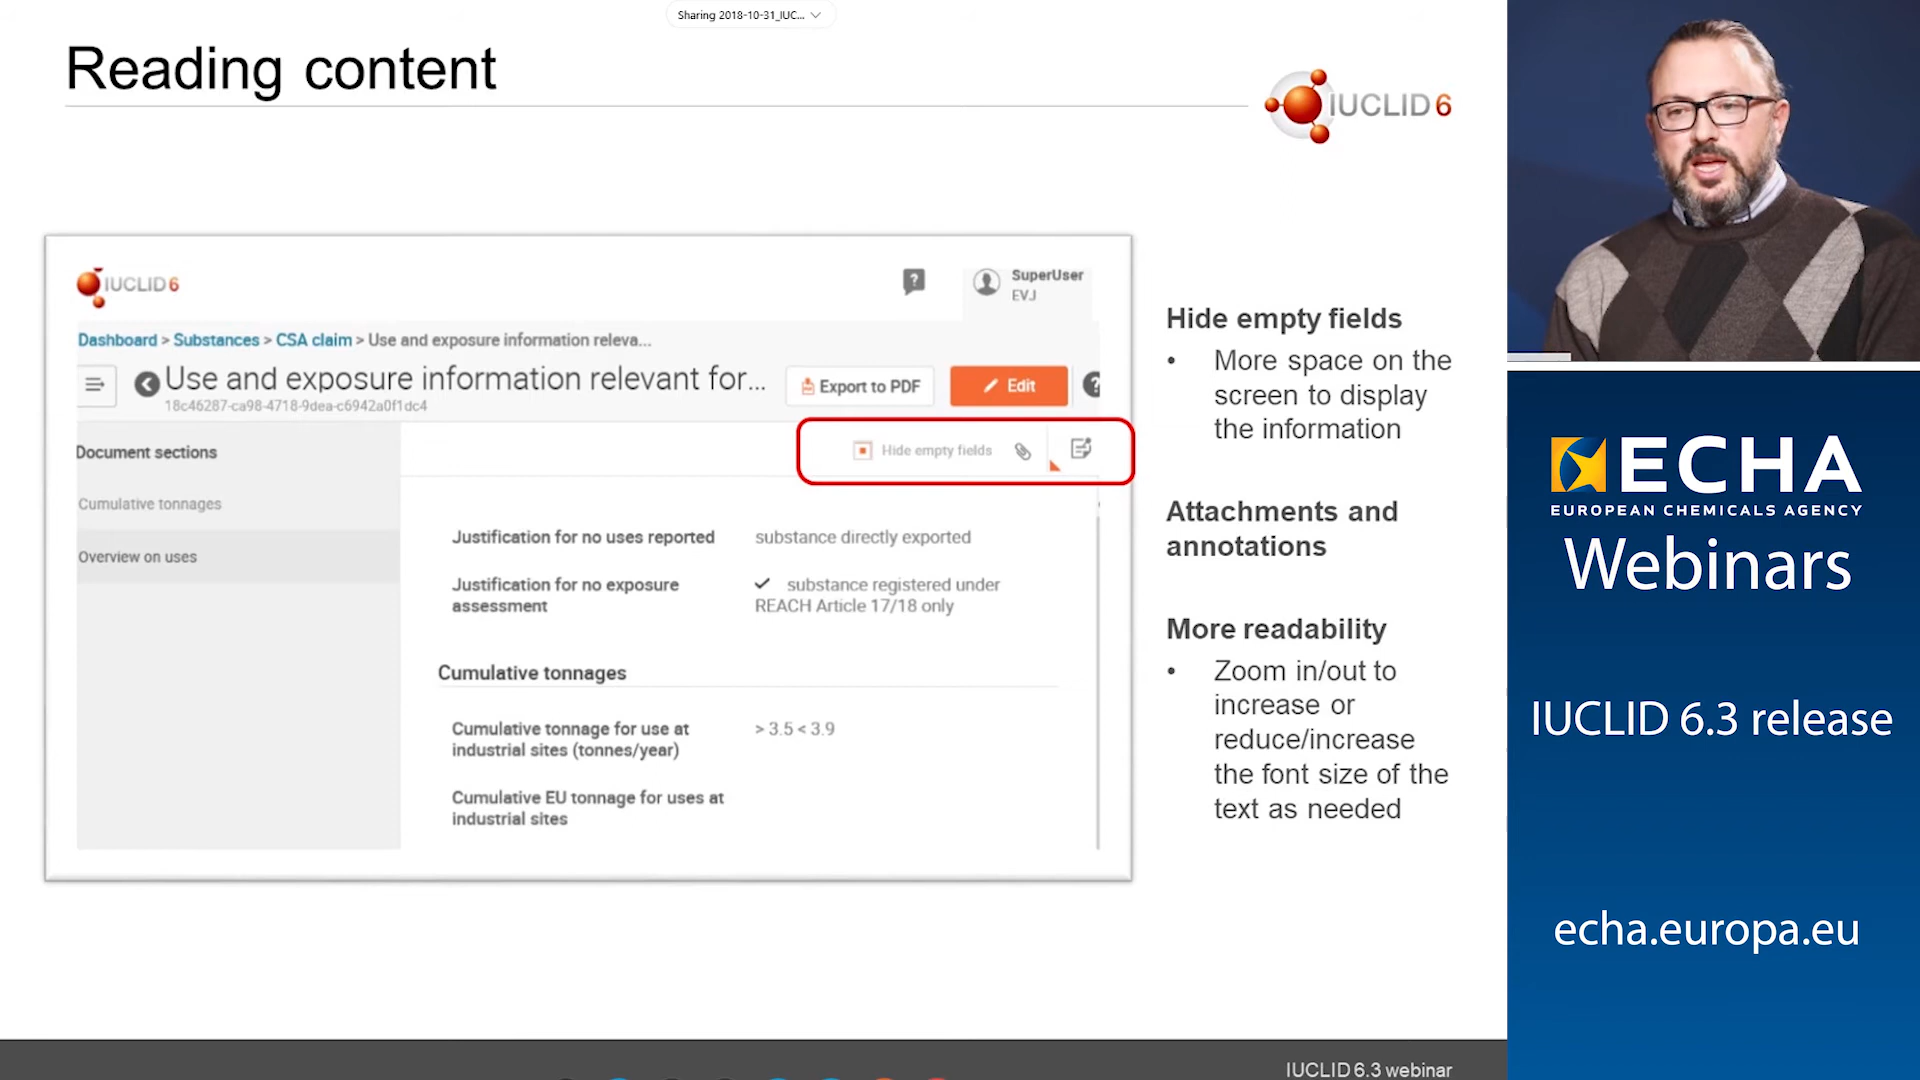 Sharing 2018-10-31_IUC...
Reading content
IUCLID 6
IUCLID 6
SuperUser
EVJ
Dashboard > Substances > CSA claim > Use and exposure information releva...
Use and exposure information relevant for...
18c46287-ca98-4718-9dea-c6942a0f1dc4
Export to PDF
Edit
?
Document sections
Hide empty fields
Cumulative tonnages
Overview on uses
Justification for no uses reported
substance directly exported
Justification for no exposure
assessment
substance registered under
REACH Article 17/18 only
Cumulative tonnages
Cumulative tonnage for use at
industrial sites (tonnes/year)
> 3.5 < 3.9
Cumulative EU tonnage for uses at
industrial sites
Hide empty fields
• More space on the
screen to display
the information
Attachments and
annotations
More readability
• Zoom in/out to
increase or
reduce/increase
the font size of the
text as needed
IUCLID 6.3 webinar
ECHA
EUROPEAN CHEMICALS AGENCY
Webinars
IUCLID 6.3 release
echa.europa.eu